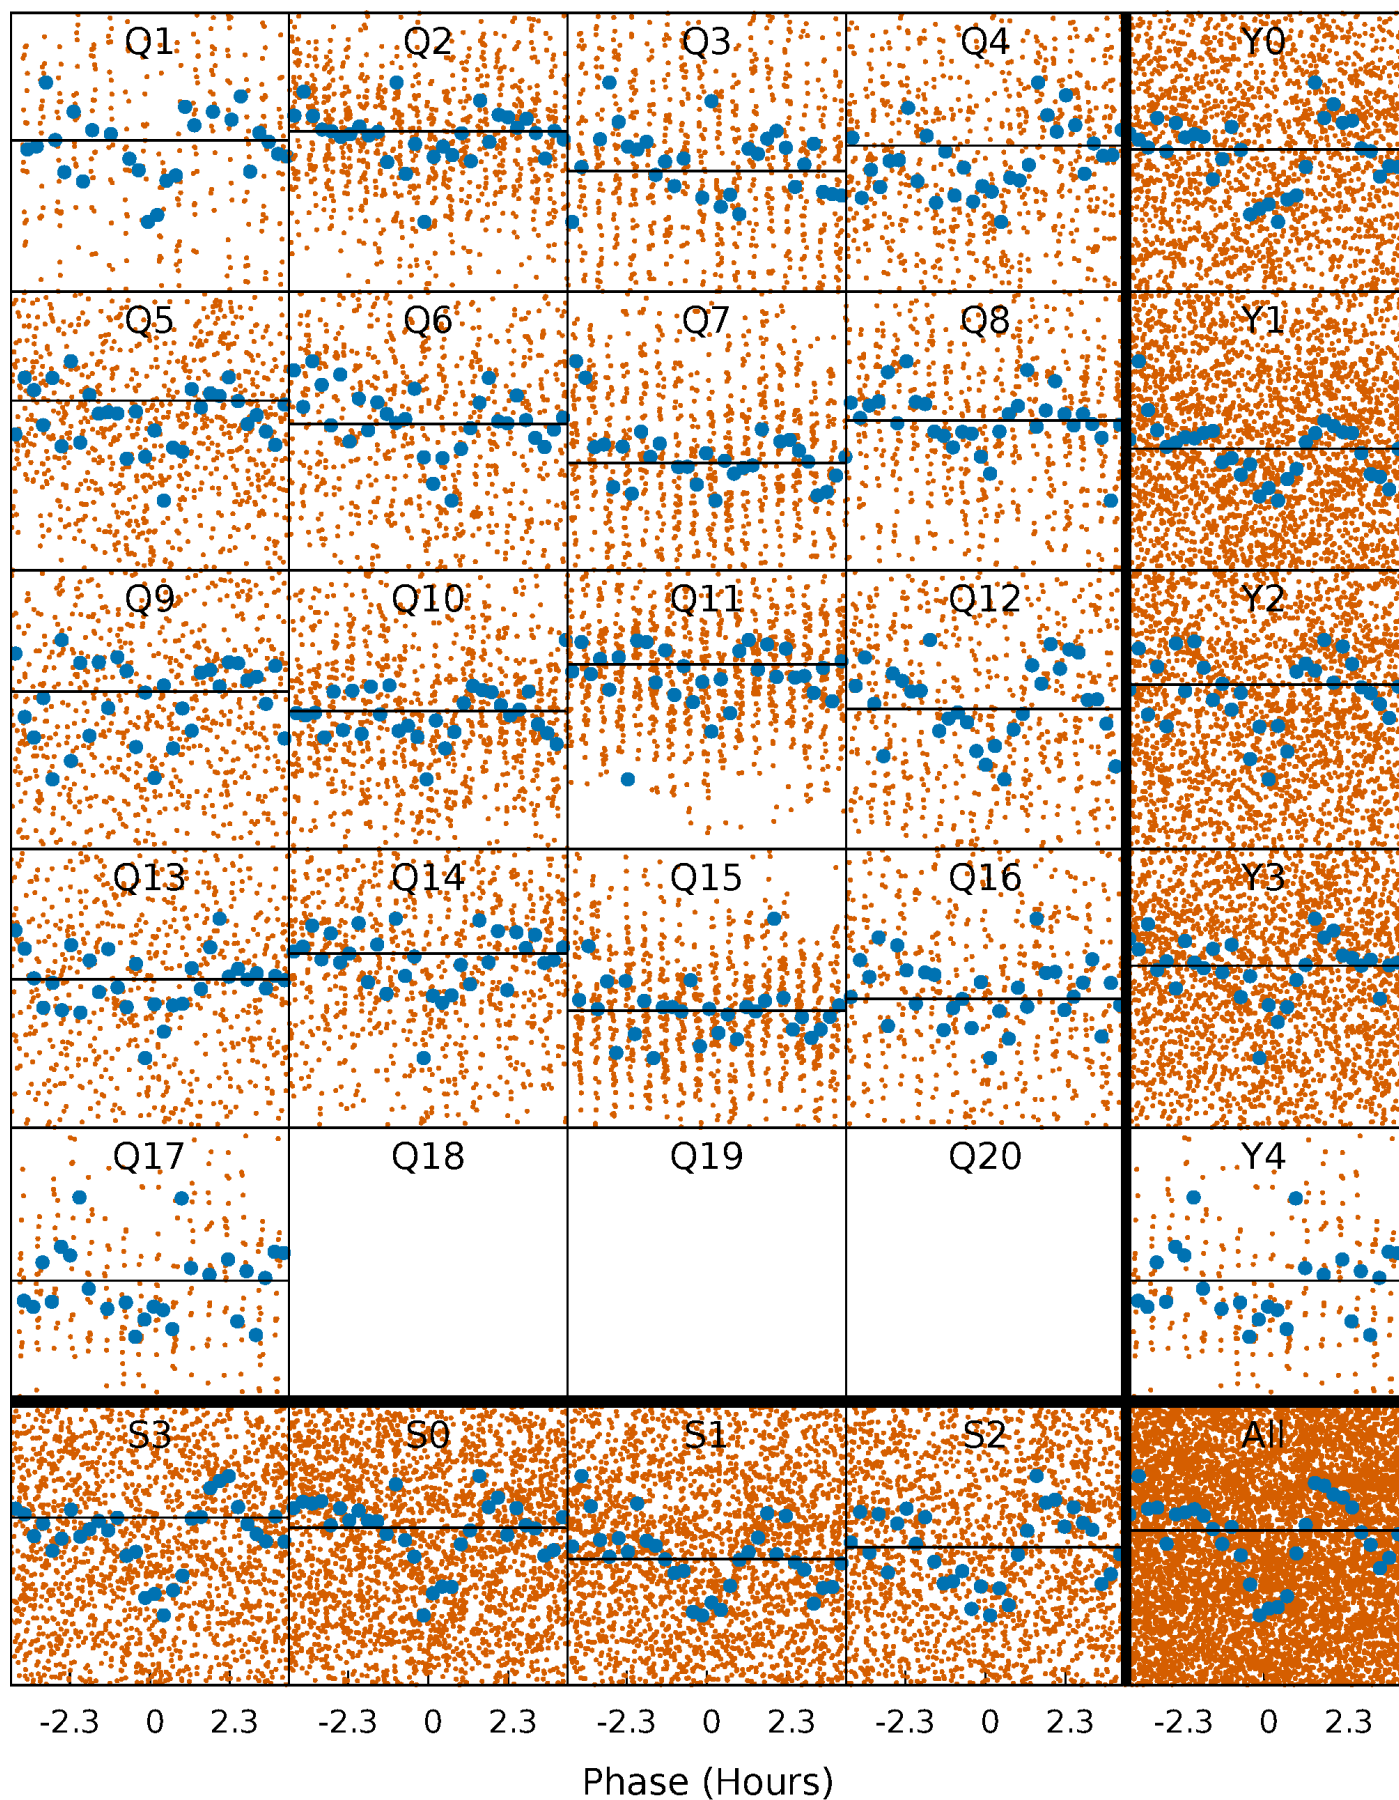 Q1 Q2 Q3 Q4 Y0
Q5 Q6 Q7 Q8 Y1
Q9 Q10 Q11 Q12 Y2
Q13 Q14 Q15 Q16 Y3
Q17 Q18 Q19 Q20 Y4
S3 S0 S1 S2 All
-2.3 0 2.3 -2.3 0 2.3 -2.3 0 2.3 -2.3 0 2.3 -2.3 0 2.3
Phase (Hours)